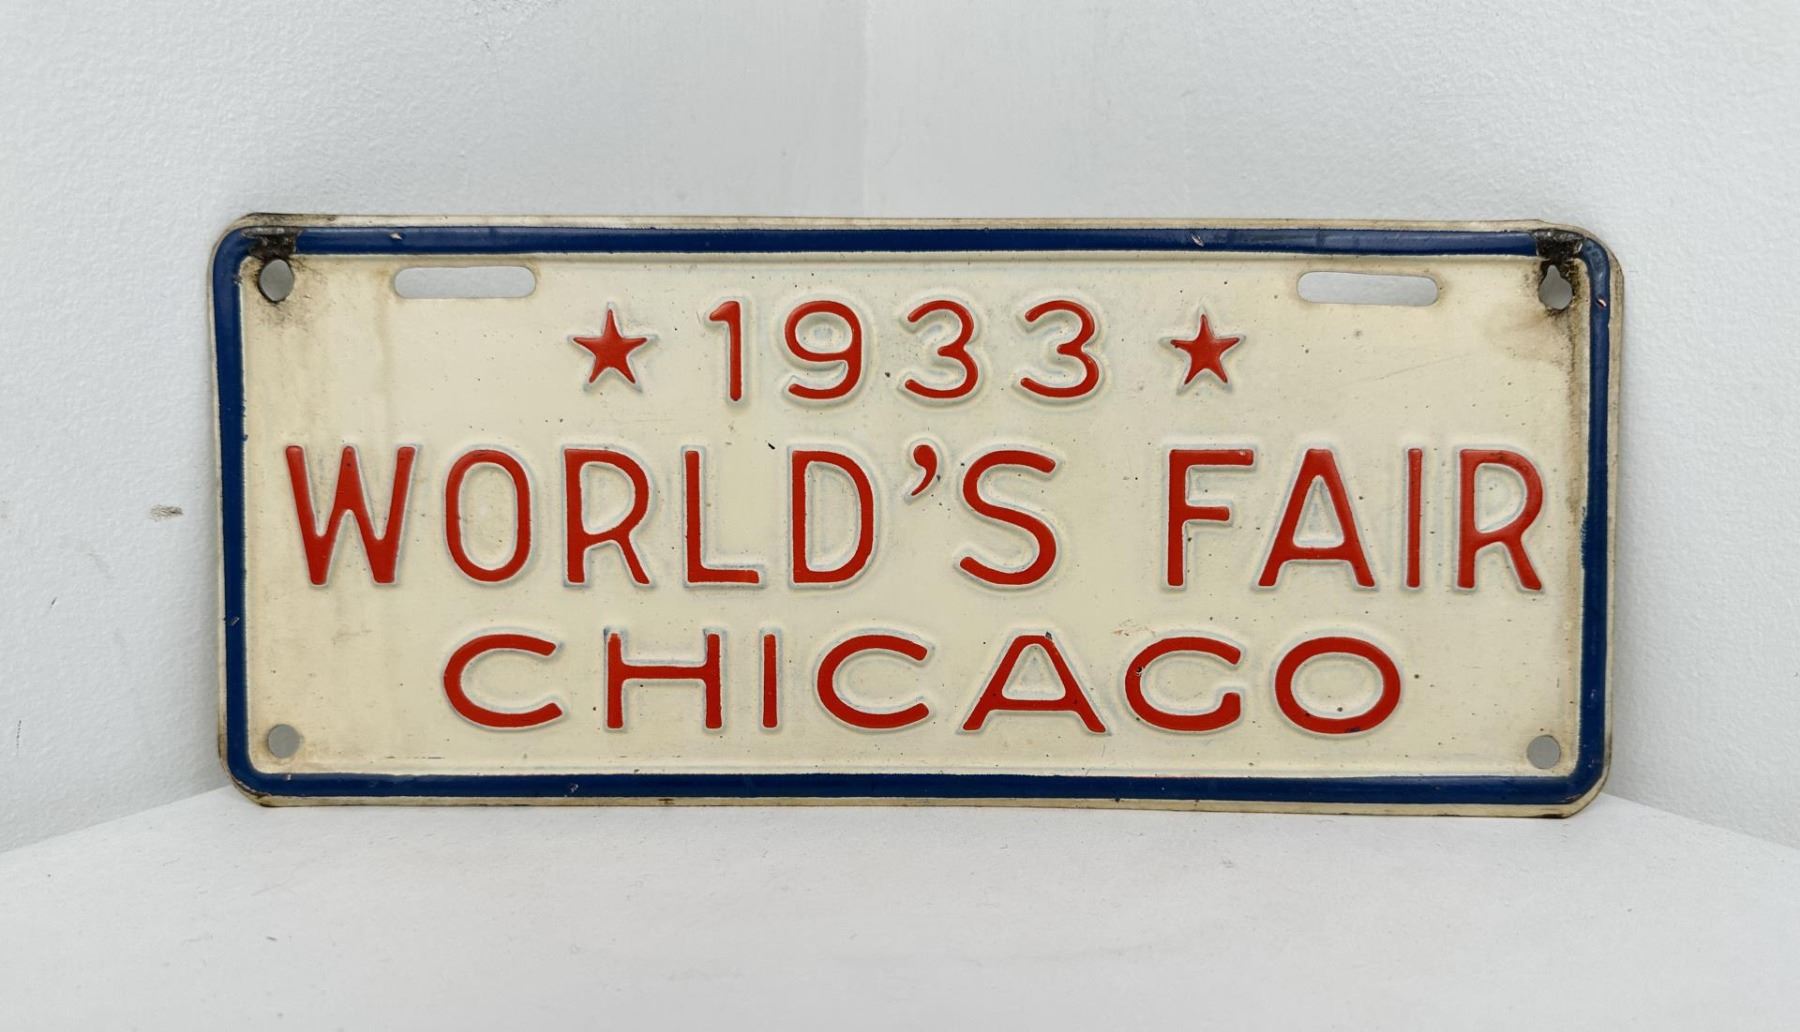 ★ 1933 ★
WORLD'S FAIR
CHICAGO